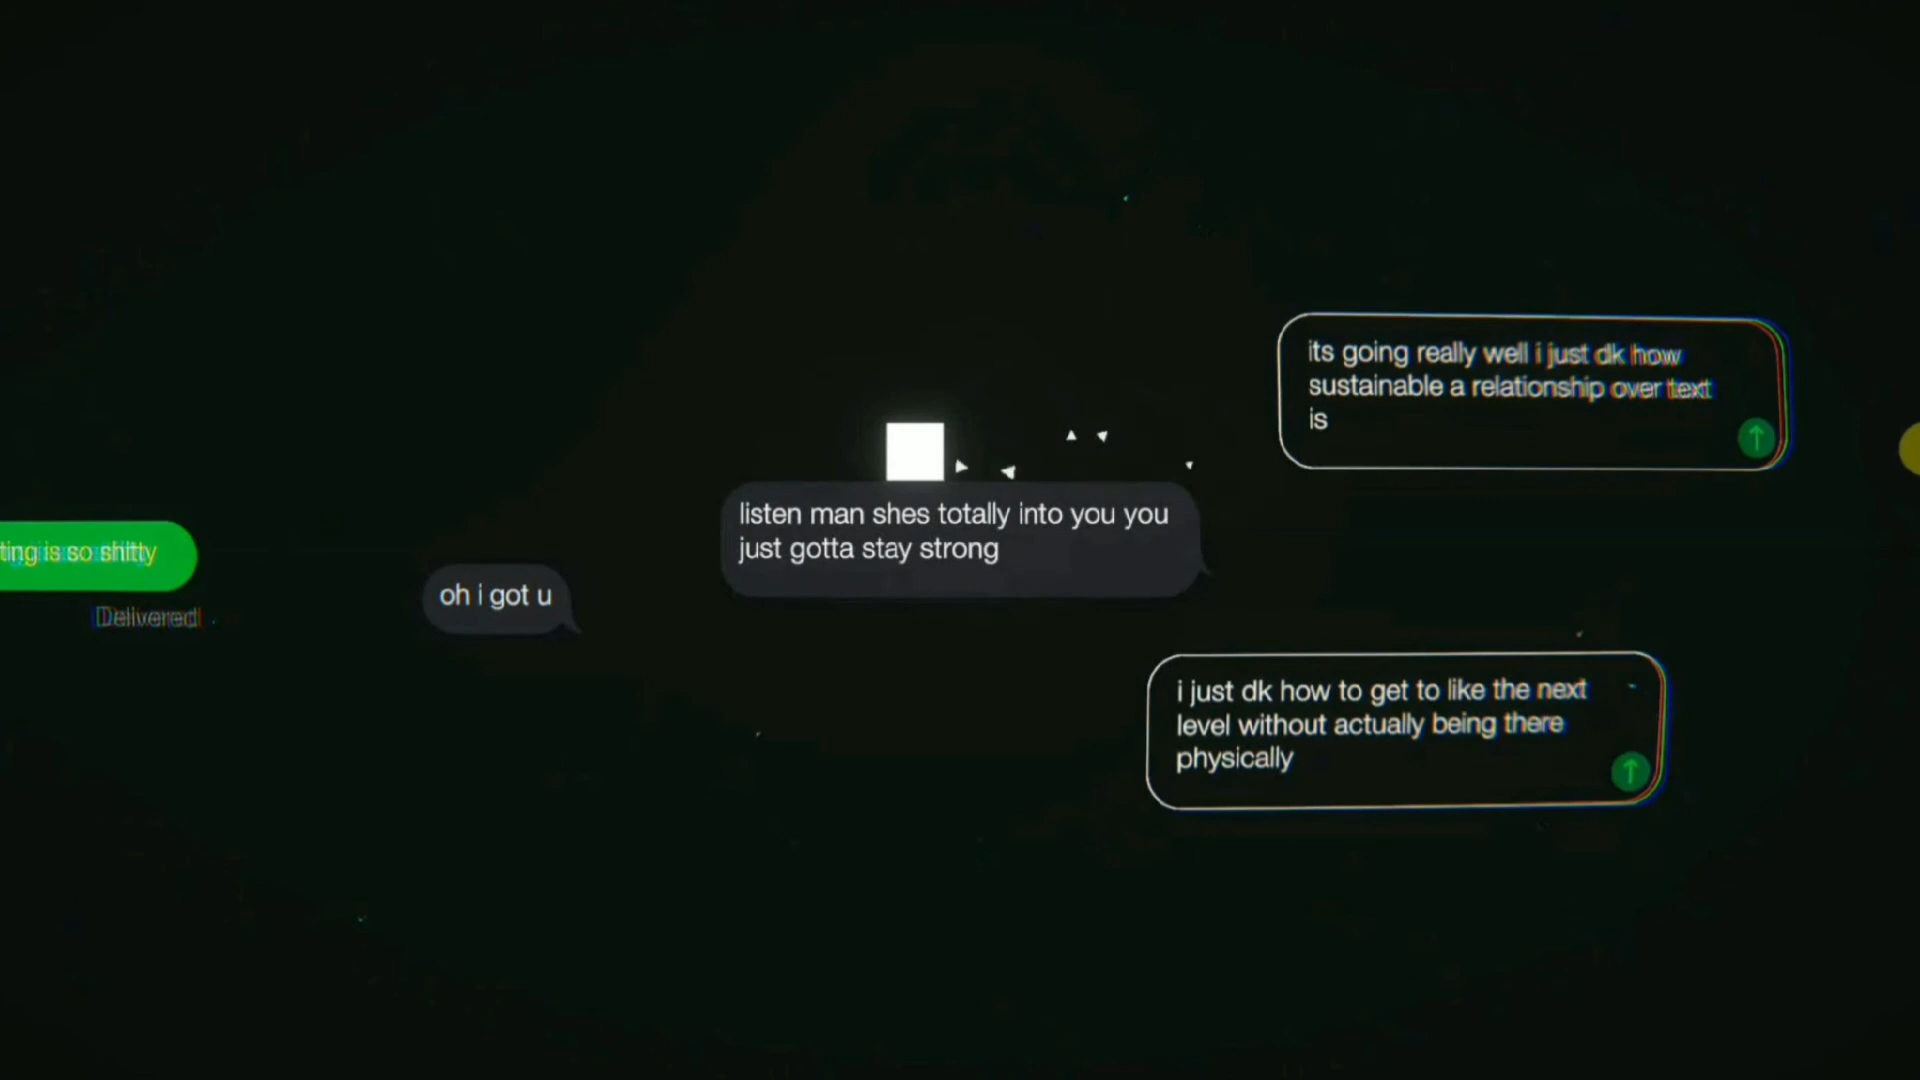 ting is so shitty
Delivered
oh i got u
listen man shes totally into you you
just gotta stay strong
its going really well i just dk how
sustainable a relationship over text
is
i just dk how to get to like the next
level without actually being there
physically